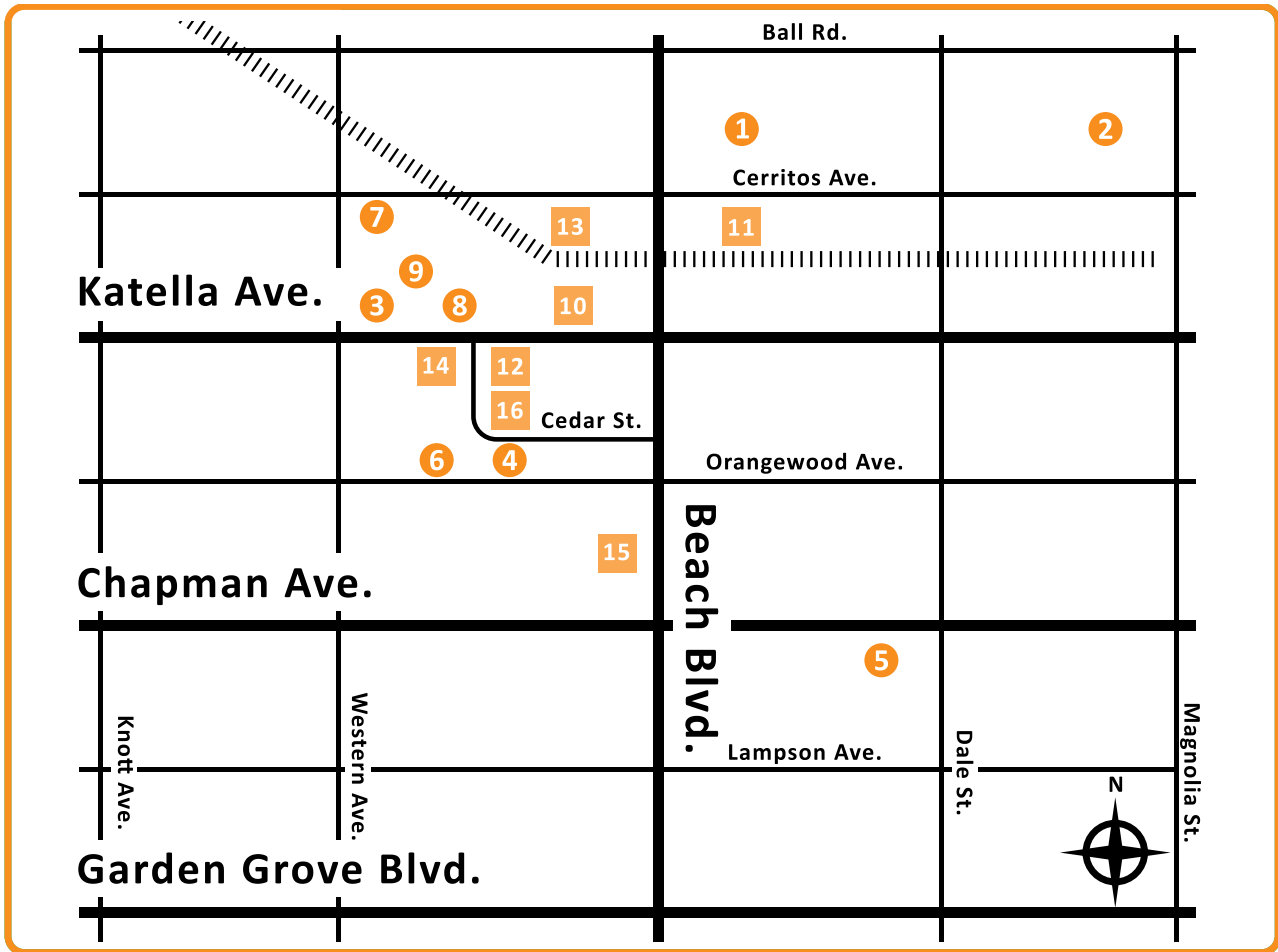 Ball Rd.
1
2
Cerritos Ave.
7
13
11
9
Katella Ave.
3
8
10
14
12
16
Cedar St.
6
4
Orangewood Ave.
Beach Blvd.
15
Chapman Ave.
5
Knott Ave.
Western Ave.
Lampson Ave.
Dale St.
Magnolia St.
N
Garden Grove Blvd.